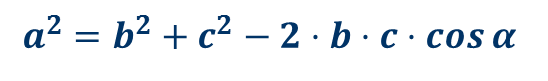 a² = b² + c² − 2 · b · c · cos α